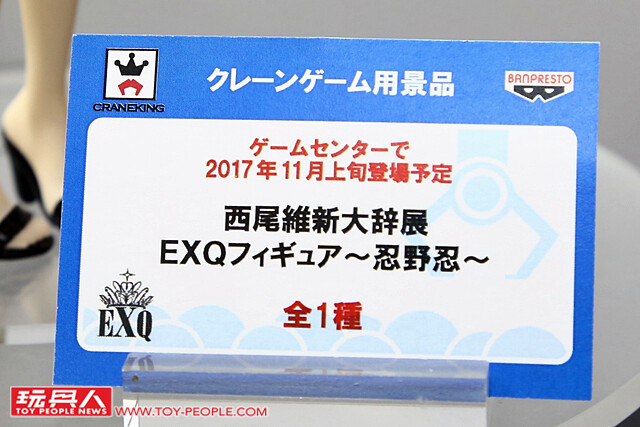 CRANEKING
クレーンゲーム用景品
BANPRESTO
ゲームセンターで
2017年11月上旬登場予定
西尾維新大辞展
EXQフィギュア～忍野忍～
EXQ
全1種
玩具人
TOY PEOPLE NEWS
WWW.TOY-PEOPLE.COM